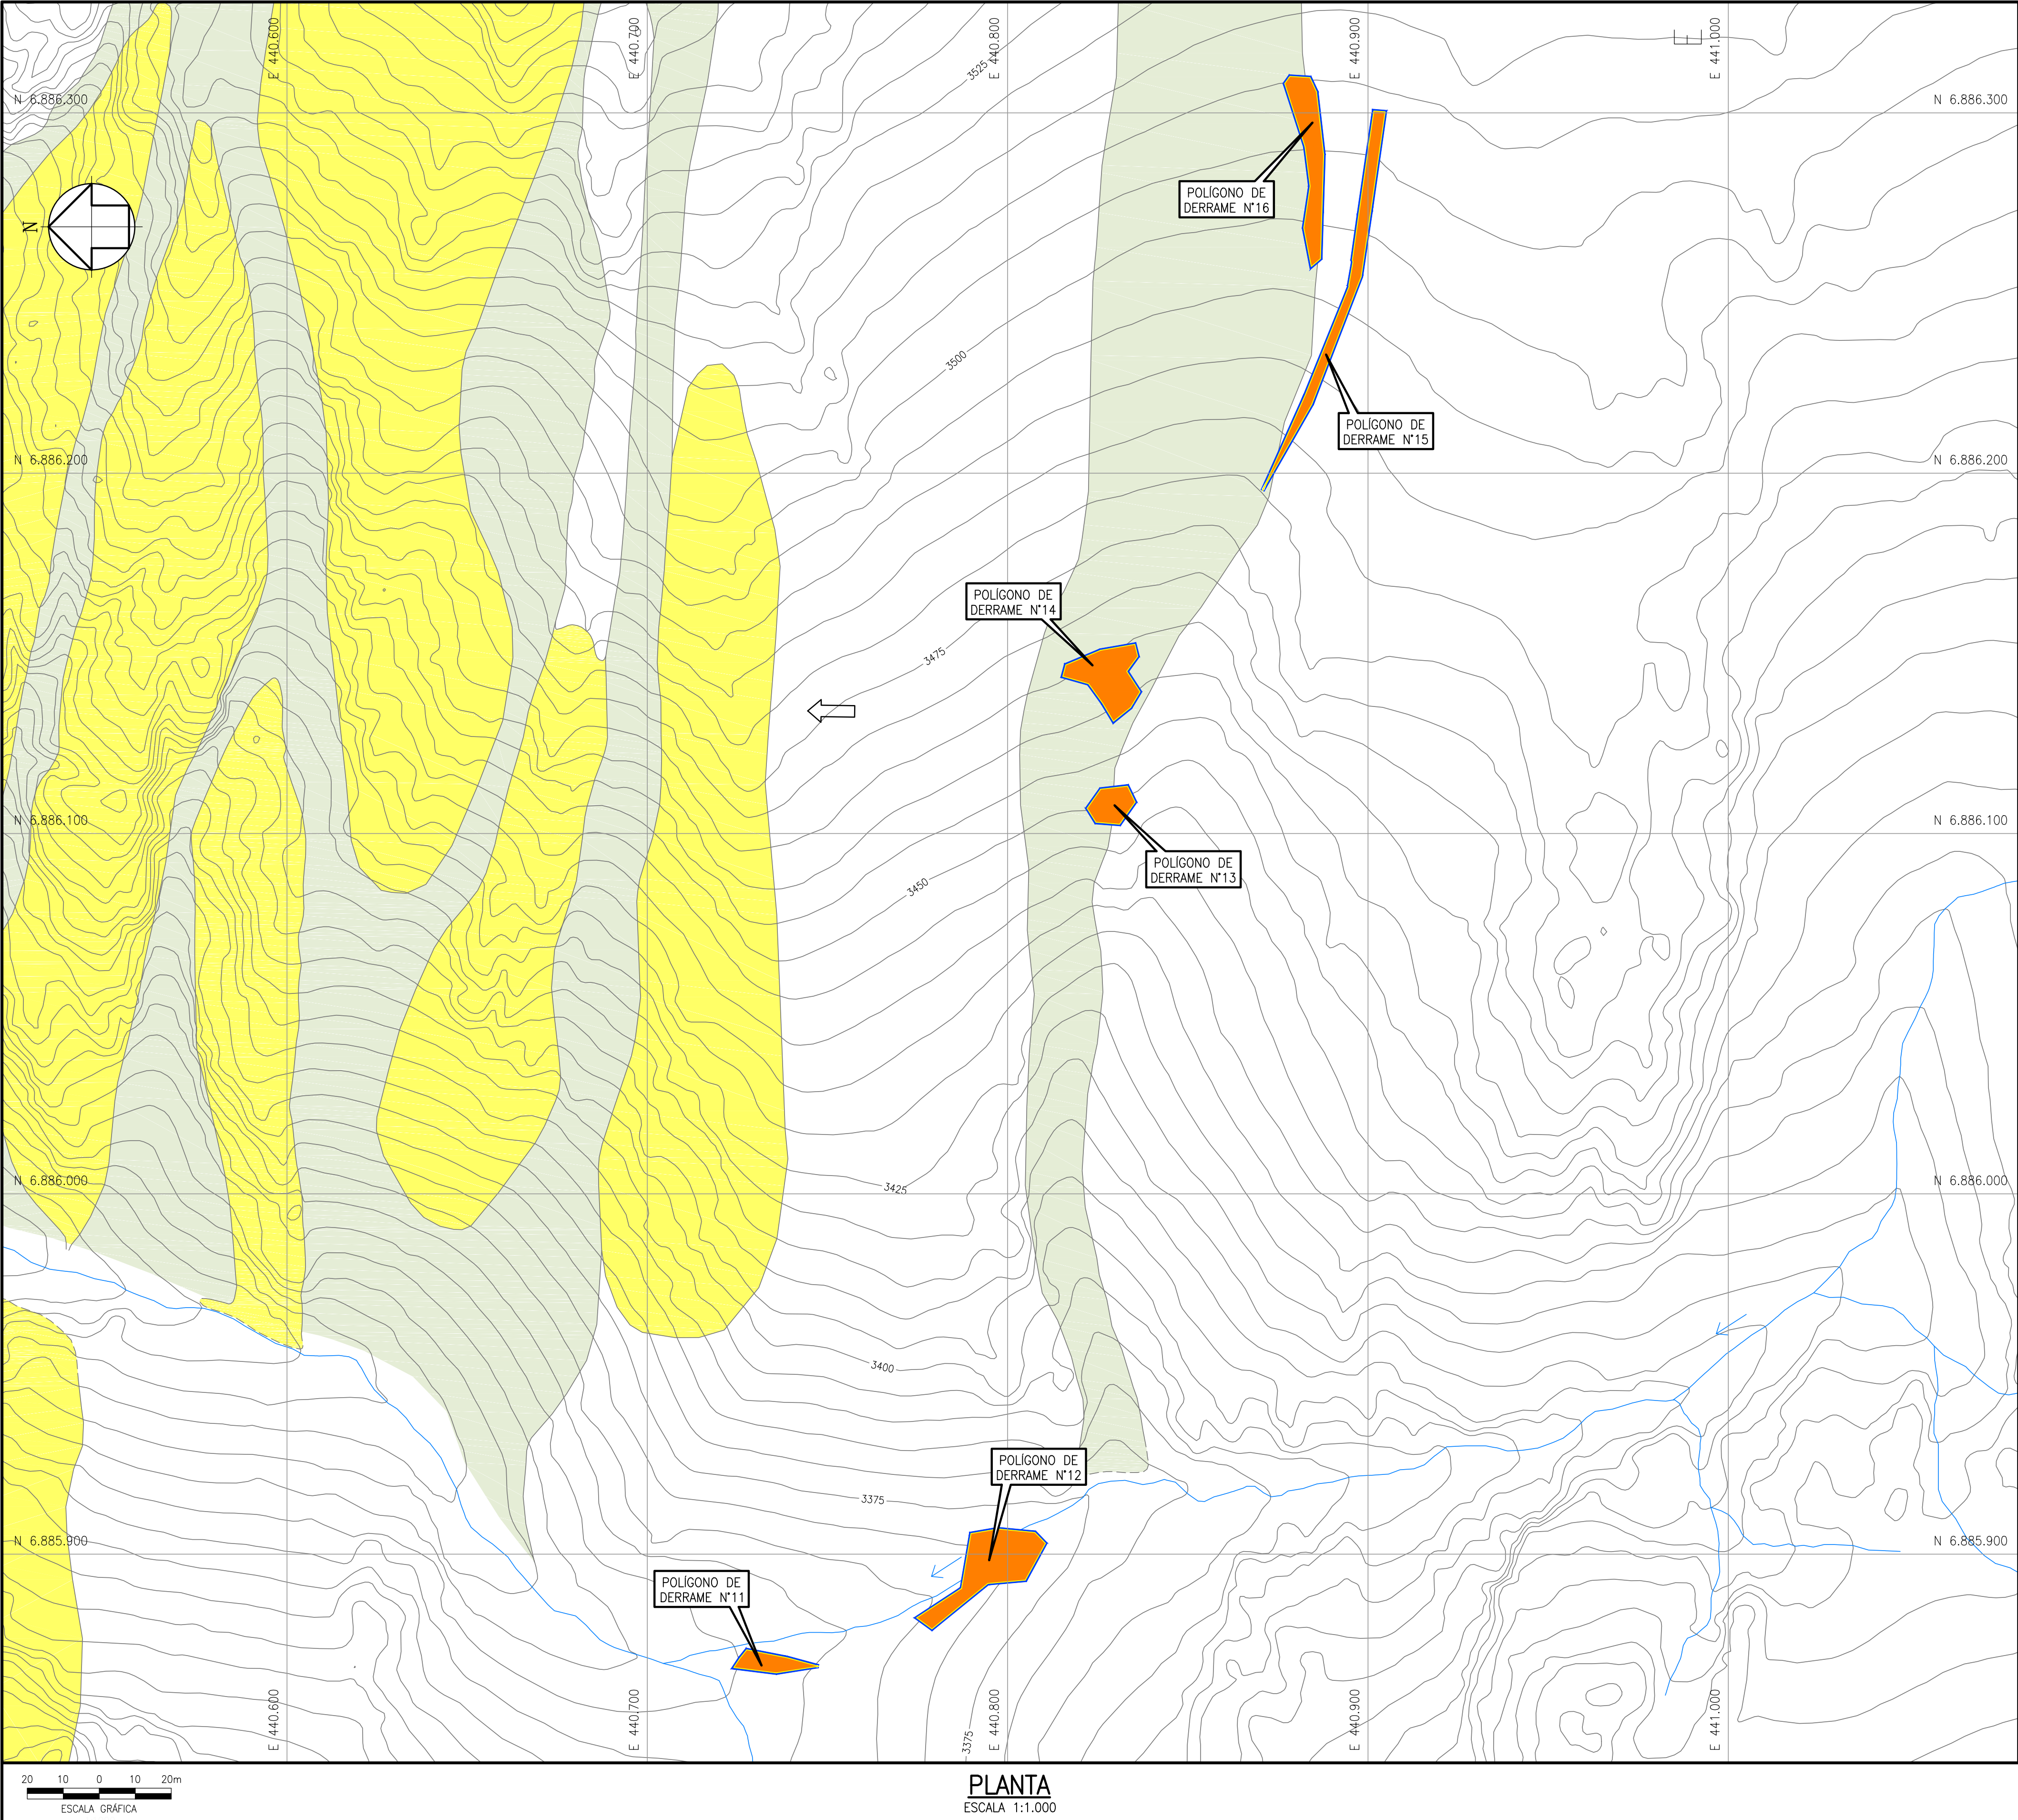 E 440.600
E 440.700
E 440.800
E 440.900
E
E 441.000
3525
N 6.886.300
N 6.886.300
N
POLÍGONO DE
DERRAME N°16
3500
POLÍGONO DE
DERRAME N°15
N 6.886.200
N 6.886.200
POLÍGONO DE
DERRAME N°14
3475
N 6.886.100
N 6.886.100
POLÍGONO DE
DERRAME N°13
3450
N 6.886.000
N 6.886.000
3425
3400
POLÍGONO DE
DERRAME N°12
3375
N 6.885.900
N 6.885.900
POLÍGONO DE
DERRAME N°11
E 440.600
E 440.700
3375
E 440.800
E 440.900
E 441.000
20 10 0 10 20m
ESCALA GRÁFICA
PLANTA
ESCALA 1:1.000